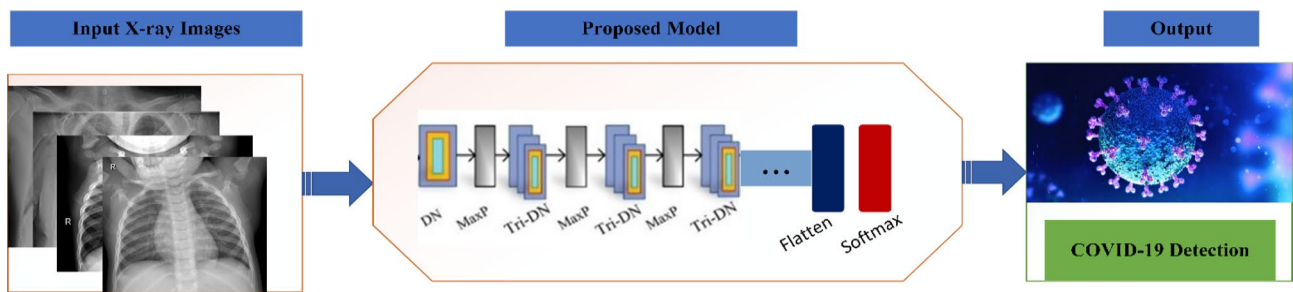 Input X-ray Images
Proposed Model
Output
R
R
DN
MaxP
Tri-DN
MaxP
Tri-DN
MaxP
Tri-DN
...
Flatten
Softmax
COVID-19 Detection